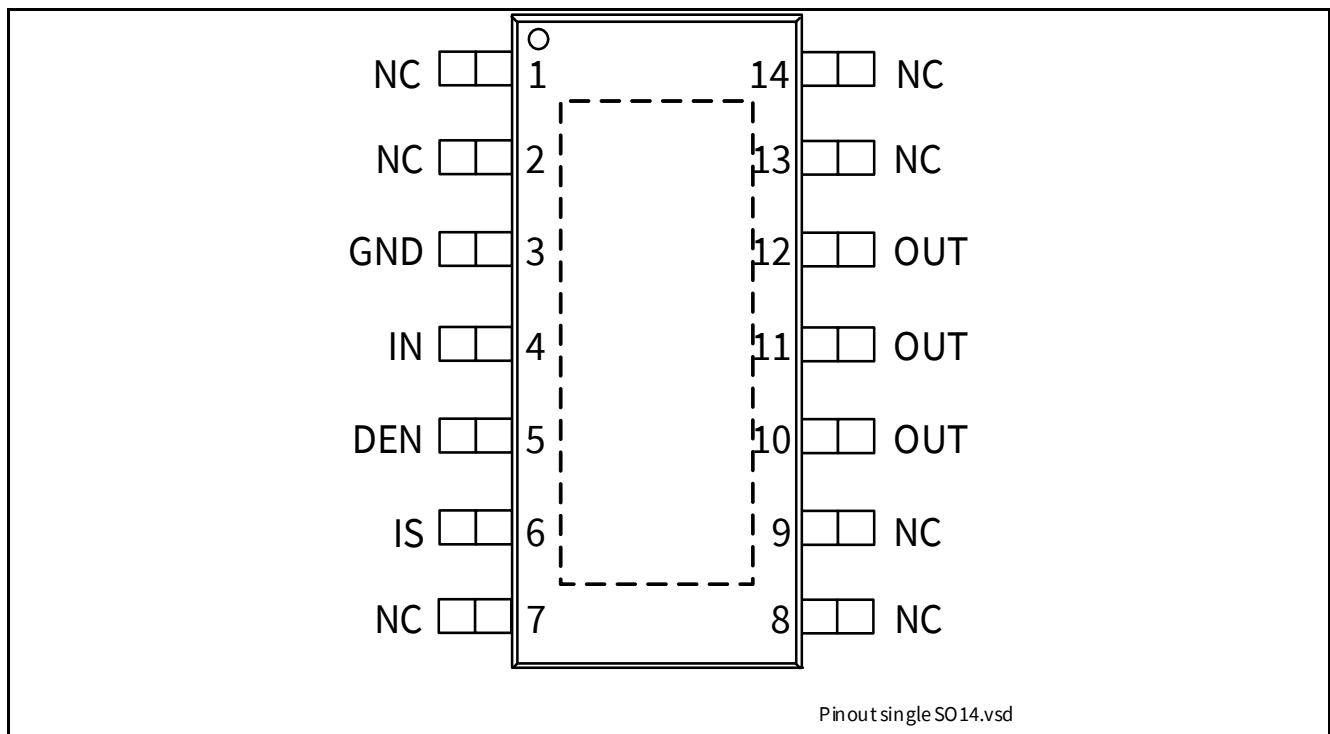 NC 1 14 NC
NC 2 13 NC
GND 3 12 OUT
IN 4 11 OUT
DEN 5 10 OUT
IS 6 9 NC
NC 7 8 NC
Pinout single SO14.vsd